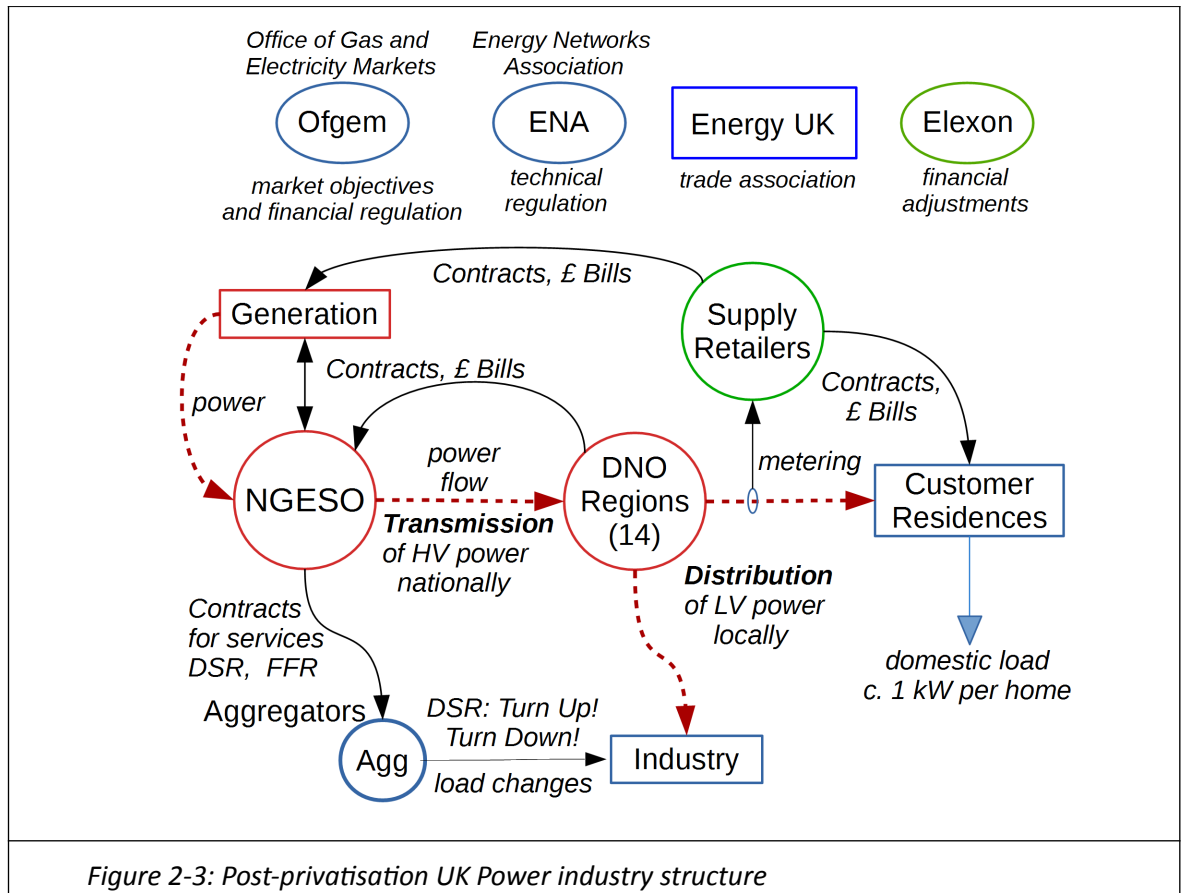 Office of Gas and
Electricity Markets
Energy Networks
Association
Ofgem
ENA
Energy UK
Elexon
market objectives
and financial regulation
technical
regulation
trade association
financial
adjustments
Contracts, £ Bills
Generation
Supply
Retailers
Contracts, £ Bills
Contracts,
£ Bills
power
NGESO
power
flow
Transmission
of HV power
nationally
DNO
Regions
(14)
metering
Customer
Residences
Distribution
of LV power
locally
Contracts
for services
DSR, FFR
domestic load
c. 1 kW per home
Aggregators
Agg
DSR: Turn Up!
Turn Down!
load changes
Industry
Figure 2-3: Post-privatisation UK Power industry structure